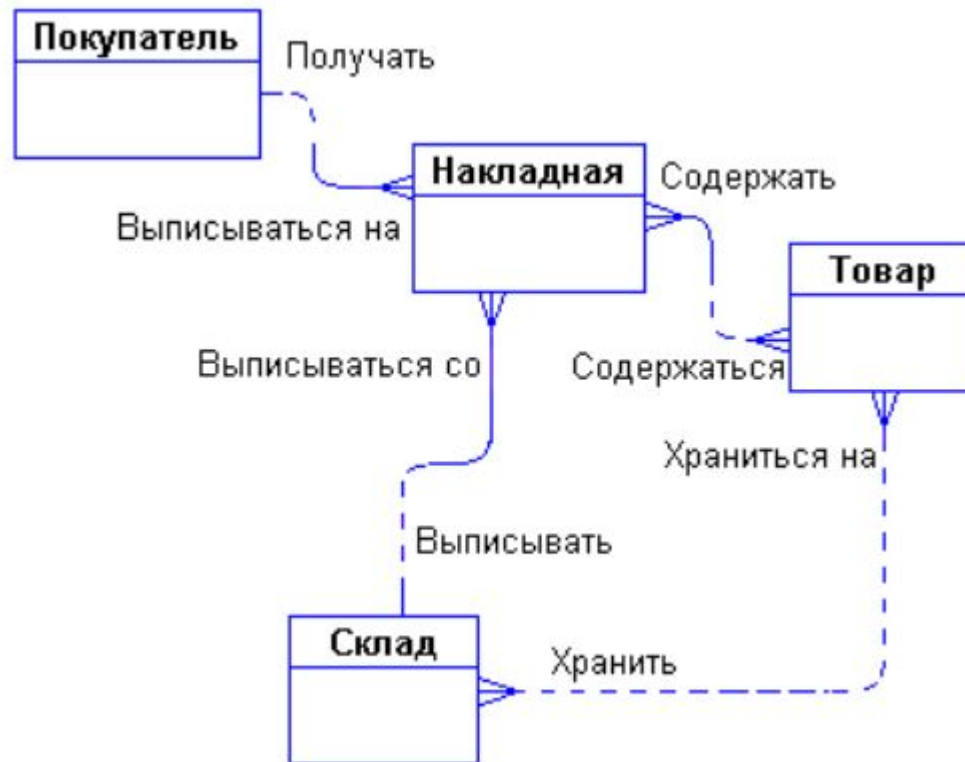 Покупатель
Получать
Накладная
Содержать
Выписываться на
Товар
Выписываться со
Содержаться
Храниться на
Выписывать
Склад
Хранить